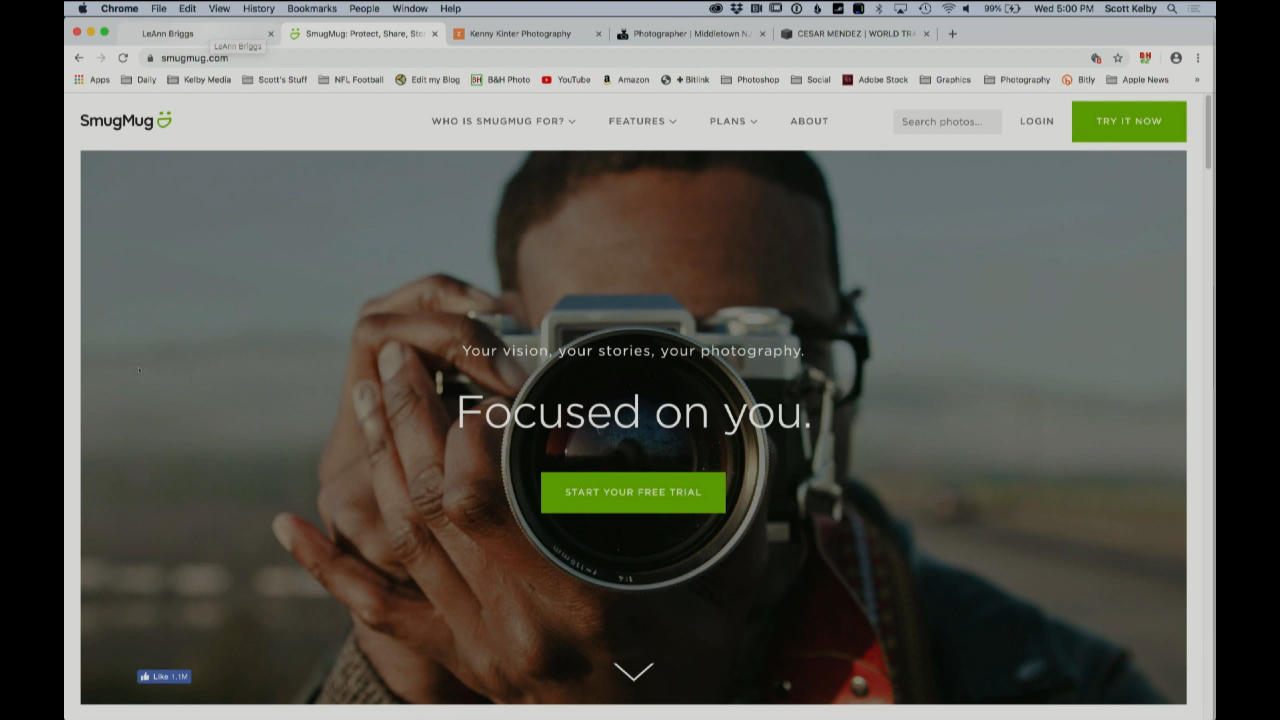 Chrome File Edit View History Bookmarks People Window Help 99% Wed 5:00 PM Scott Kelby
LeAnn Briggs SmugMug: Protect, Share, Sto Kenny Kinter Photography Photographer | Middletown N. CESAR MENDEZ | WORLD TRA
LeAnn Briggs
smugmug.com
Apps Daily Kelby Media Scott's Stuff NFL Football Edit my Blog BH B&H Photo YouTube Amazon + Bitlink Photoshop Social Adobe Stock Graphics Photography Bitly Apple News »
SmugMug WHO IS SMUGMUG FOR? FEATURES PLANS ABOUT Search photos... LOGIN TRY IT NOW
Your vision, your stories, your photography.
Focused on you.
START YOUR FREE TRIAL
Like 1.1M